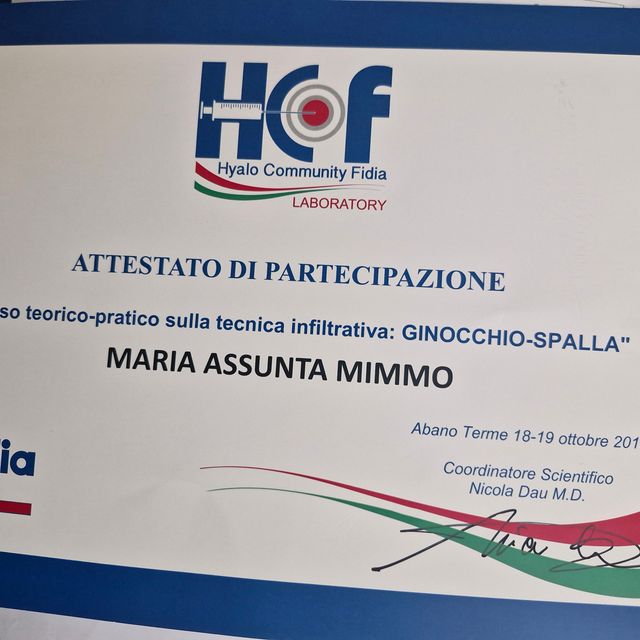 HCF
Hyalo Community Fidia
LABORATORY
ATTESTATO DI PARTECIPAZIONE
so teorico-pratico sulla tecnica infiltrativa: GINOCCHIO-SPALLA"
MARIA ASSUNTA MIMMO
Abano Terme 18-19 ottobre 201
ia
Coordinatore Scientifico
Nicola Dau M.D.